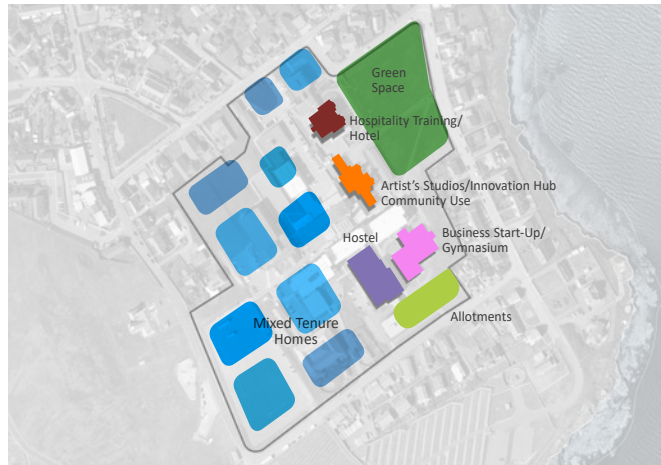 Green
Space
Hospitality Training/
Hotel
Artist's Studios/Innovation Hub
Community Use
Hostel
Business Start-Up/
Gymnasium
Allotments
Mixed Tenure
Homes